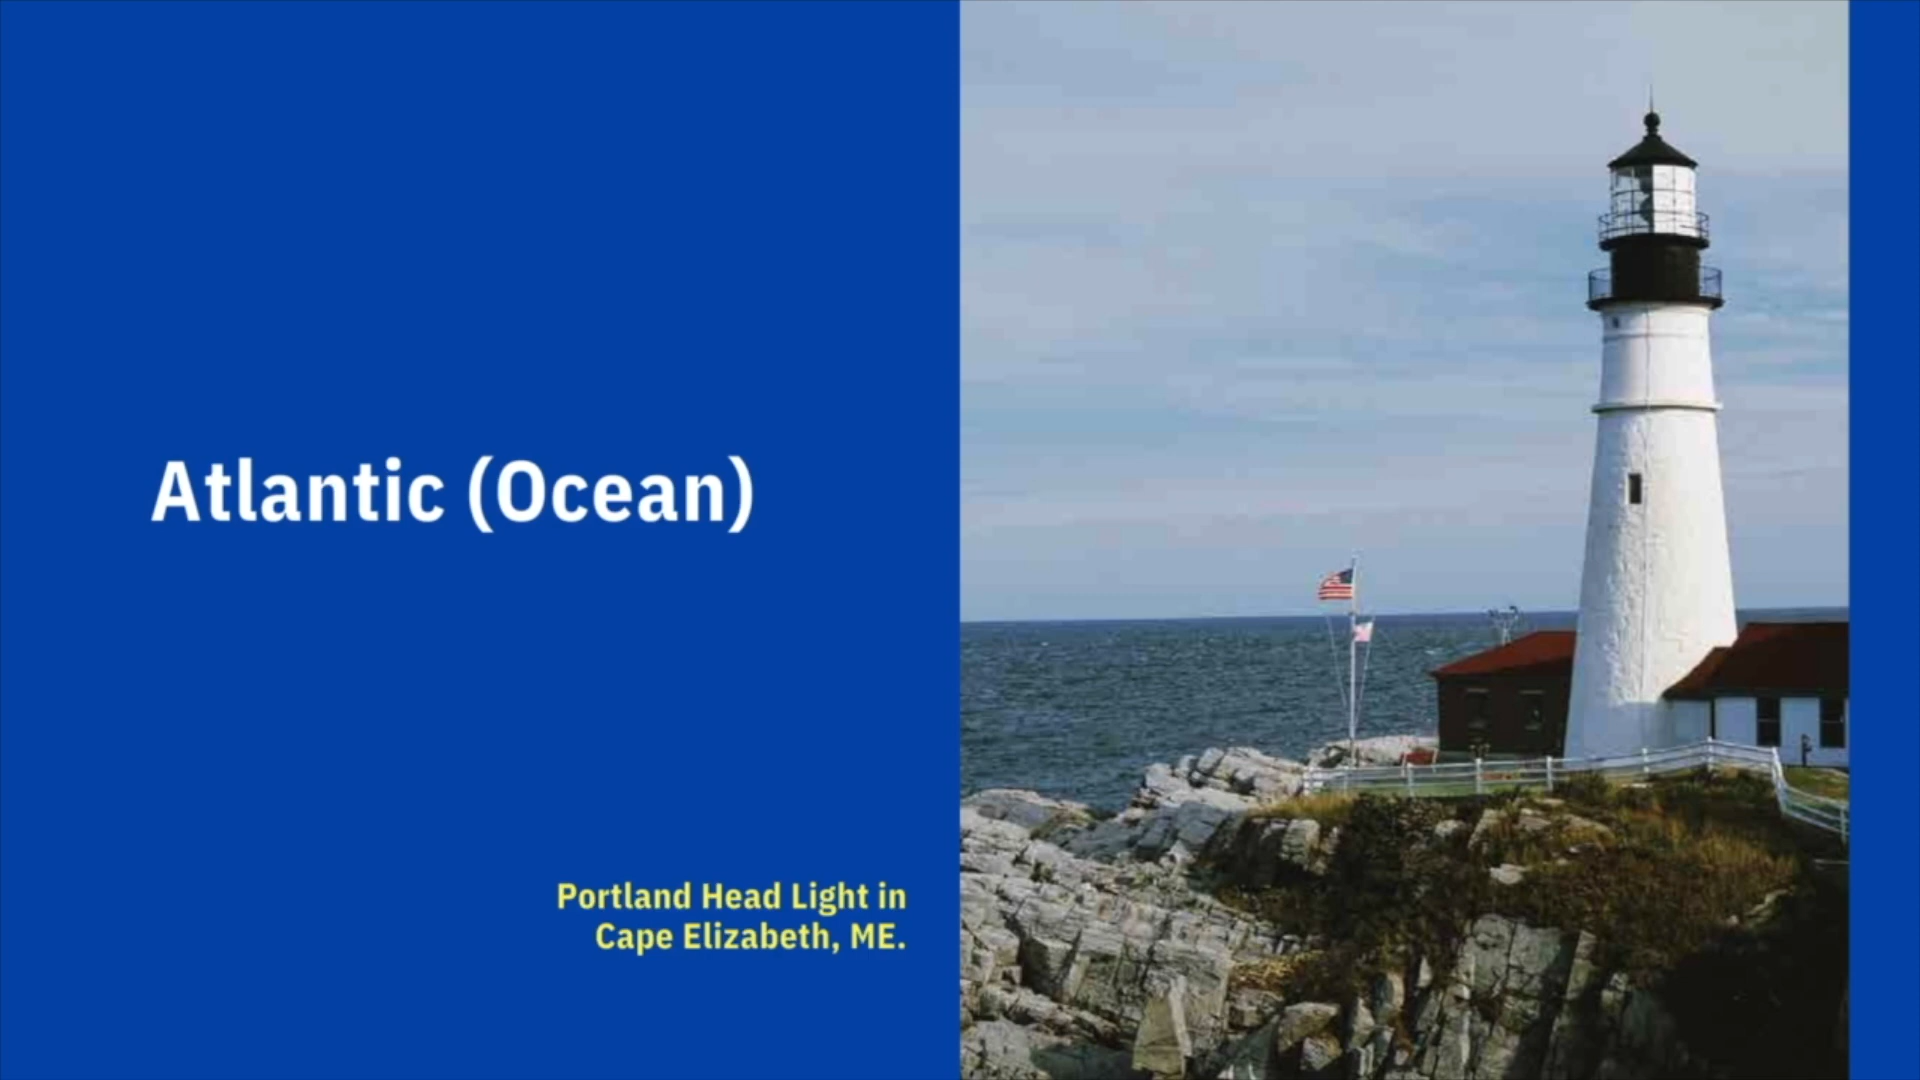 Atlantic (Ocean)
Portland Head Light in
Cape Elizabeth, ME.